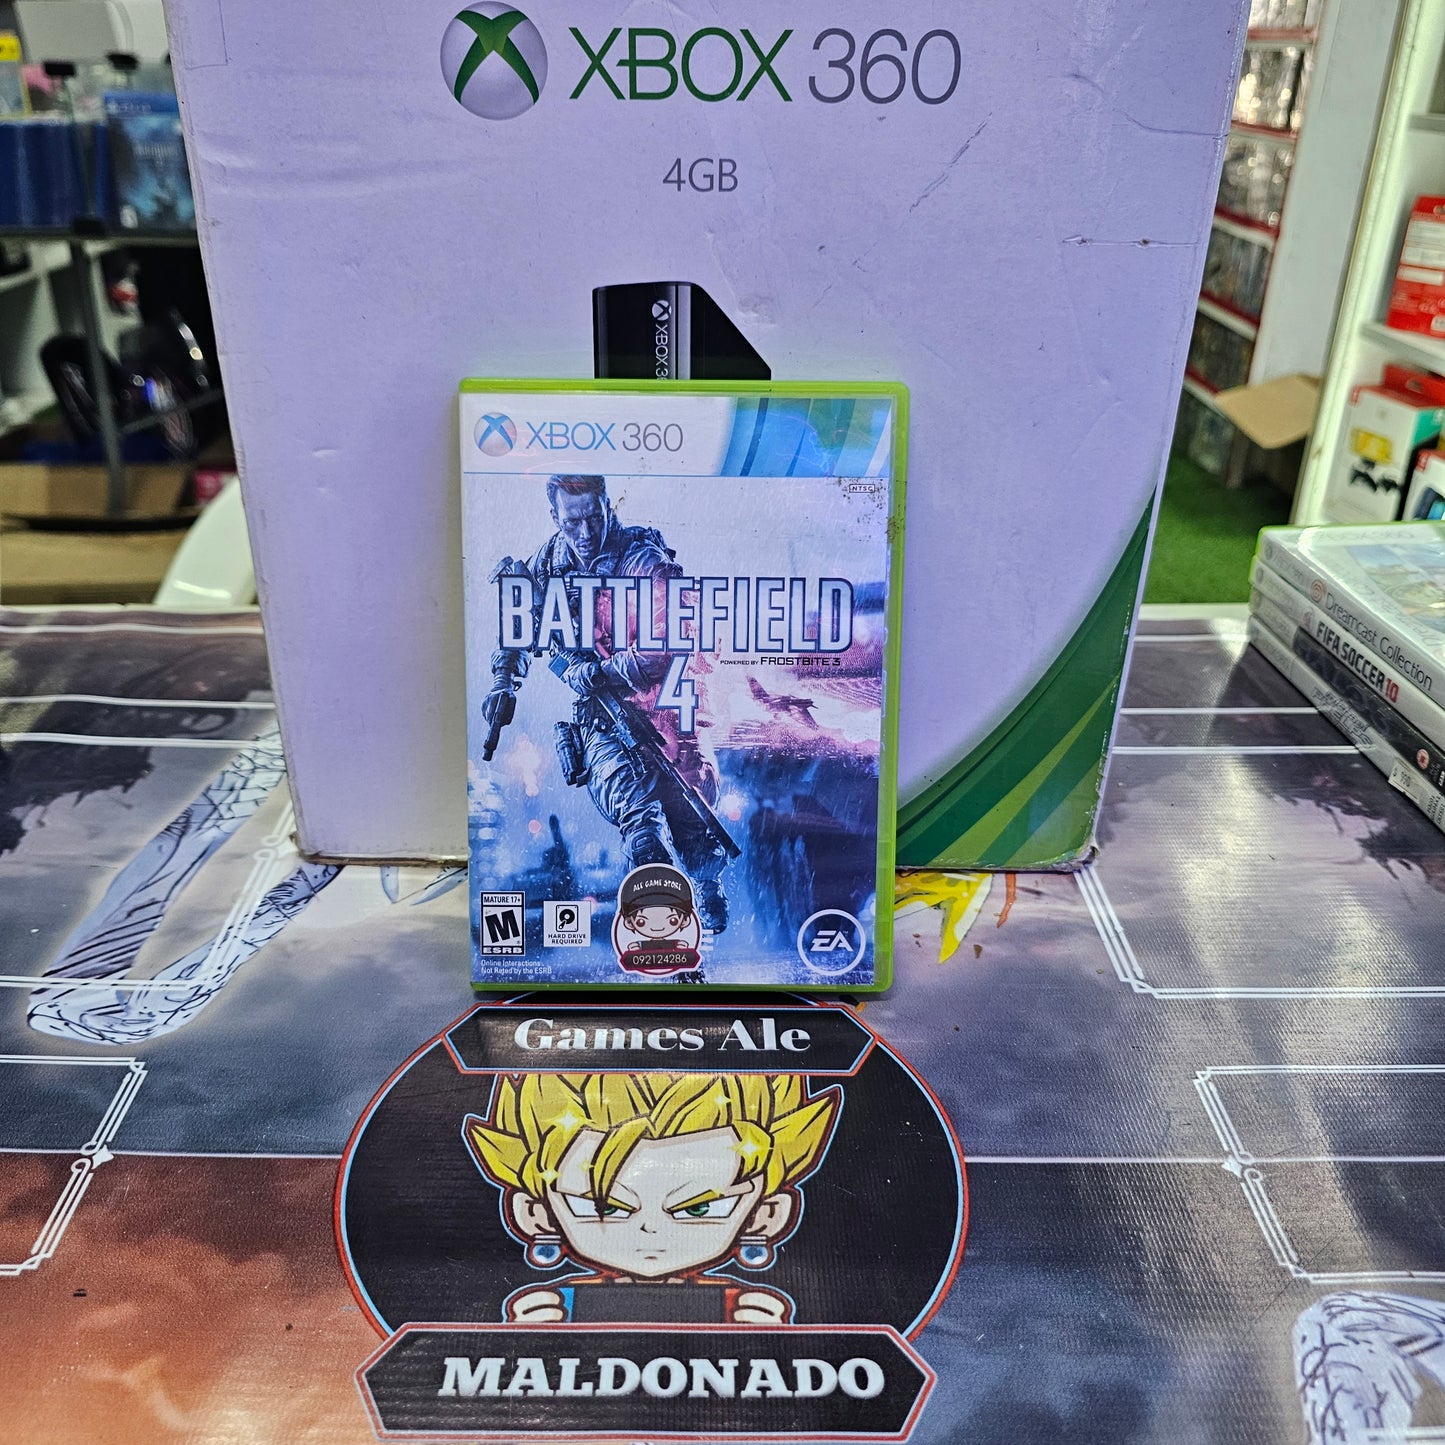 XBOX 360
4GB
XBOX 36
XBOX 360
NTSC
BATTLEFIELD
POWERED BY FROSTBITE 3
4
MATURE 17+
M
ESRB
HARD DRIVE
REQUIRED
Online Interactions
Not Rated by the ESRB
ALE GAME STORE
092124286
EA
Games Ale
MALDONADO
Dreamcast Collection
FIFA SOCCER 10